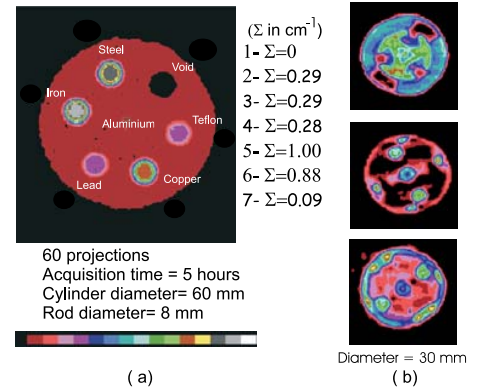 Steel
Void
Iron
Aluminium
Teflon
Lead
Copper
60 projections
Acquisition time = 5 hours
Cylinder diameter= 60 mm
Rod diameter= 8 mm
( a)
(Σ in cm⁻¹)
1- Σ=0
2- Σ=0.29
3- Σ=0.29
4- Σ=0.28
5- Σ=1.00
6- Σ=0.88
7- Σ=0.09
Diameter = 30 mm
( b)